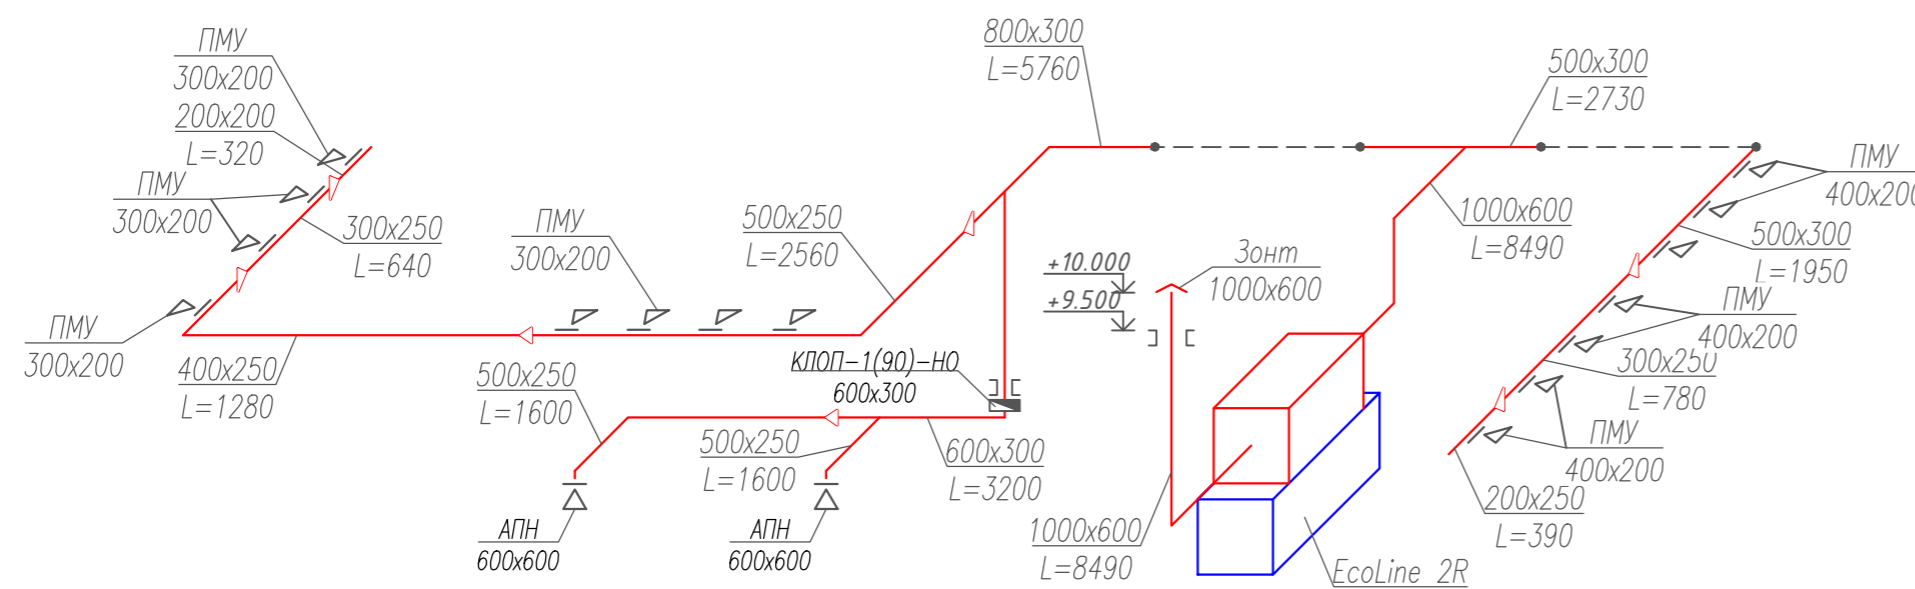 ПМУ
300x200
200x200
L=320
ПМУ
300x200
300x250
L=640
ПМУ
300x200
400x250
L=1280
ПМУ
300x200
500x250
L=2560
800x300
L=5760
500x250
L=1600
КЛОП-1(90)-НО
600x300
500x250
L=1600
600x300
L=3200
АПН
600x600
АПН
600x600
+10.000
+9.500
Зонт
1000x600
1000x600
L=8490
EcoLine 2R
500x300
L=2730
1000x600
L=8490
ПМУ
400x200
500x300
L=1950
ПМУ
400x200
300x250
L=780
ПМУ
400x200
200x250
L=390